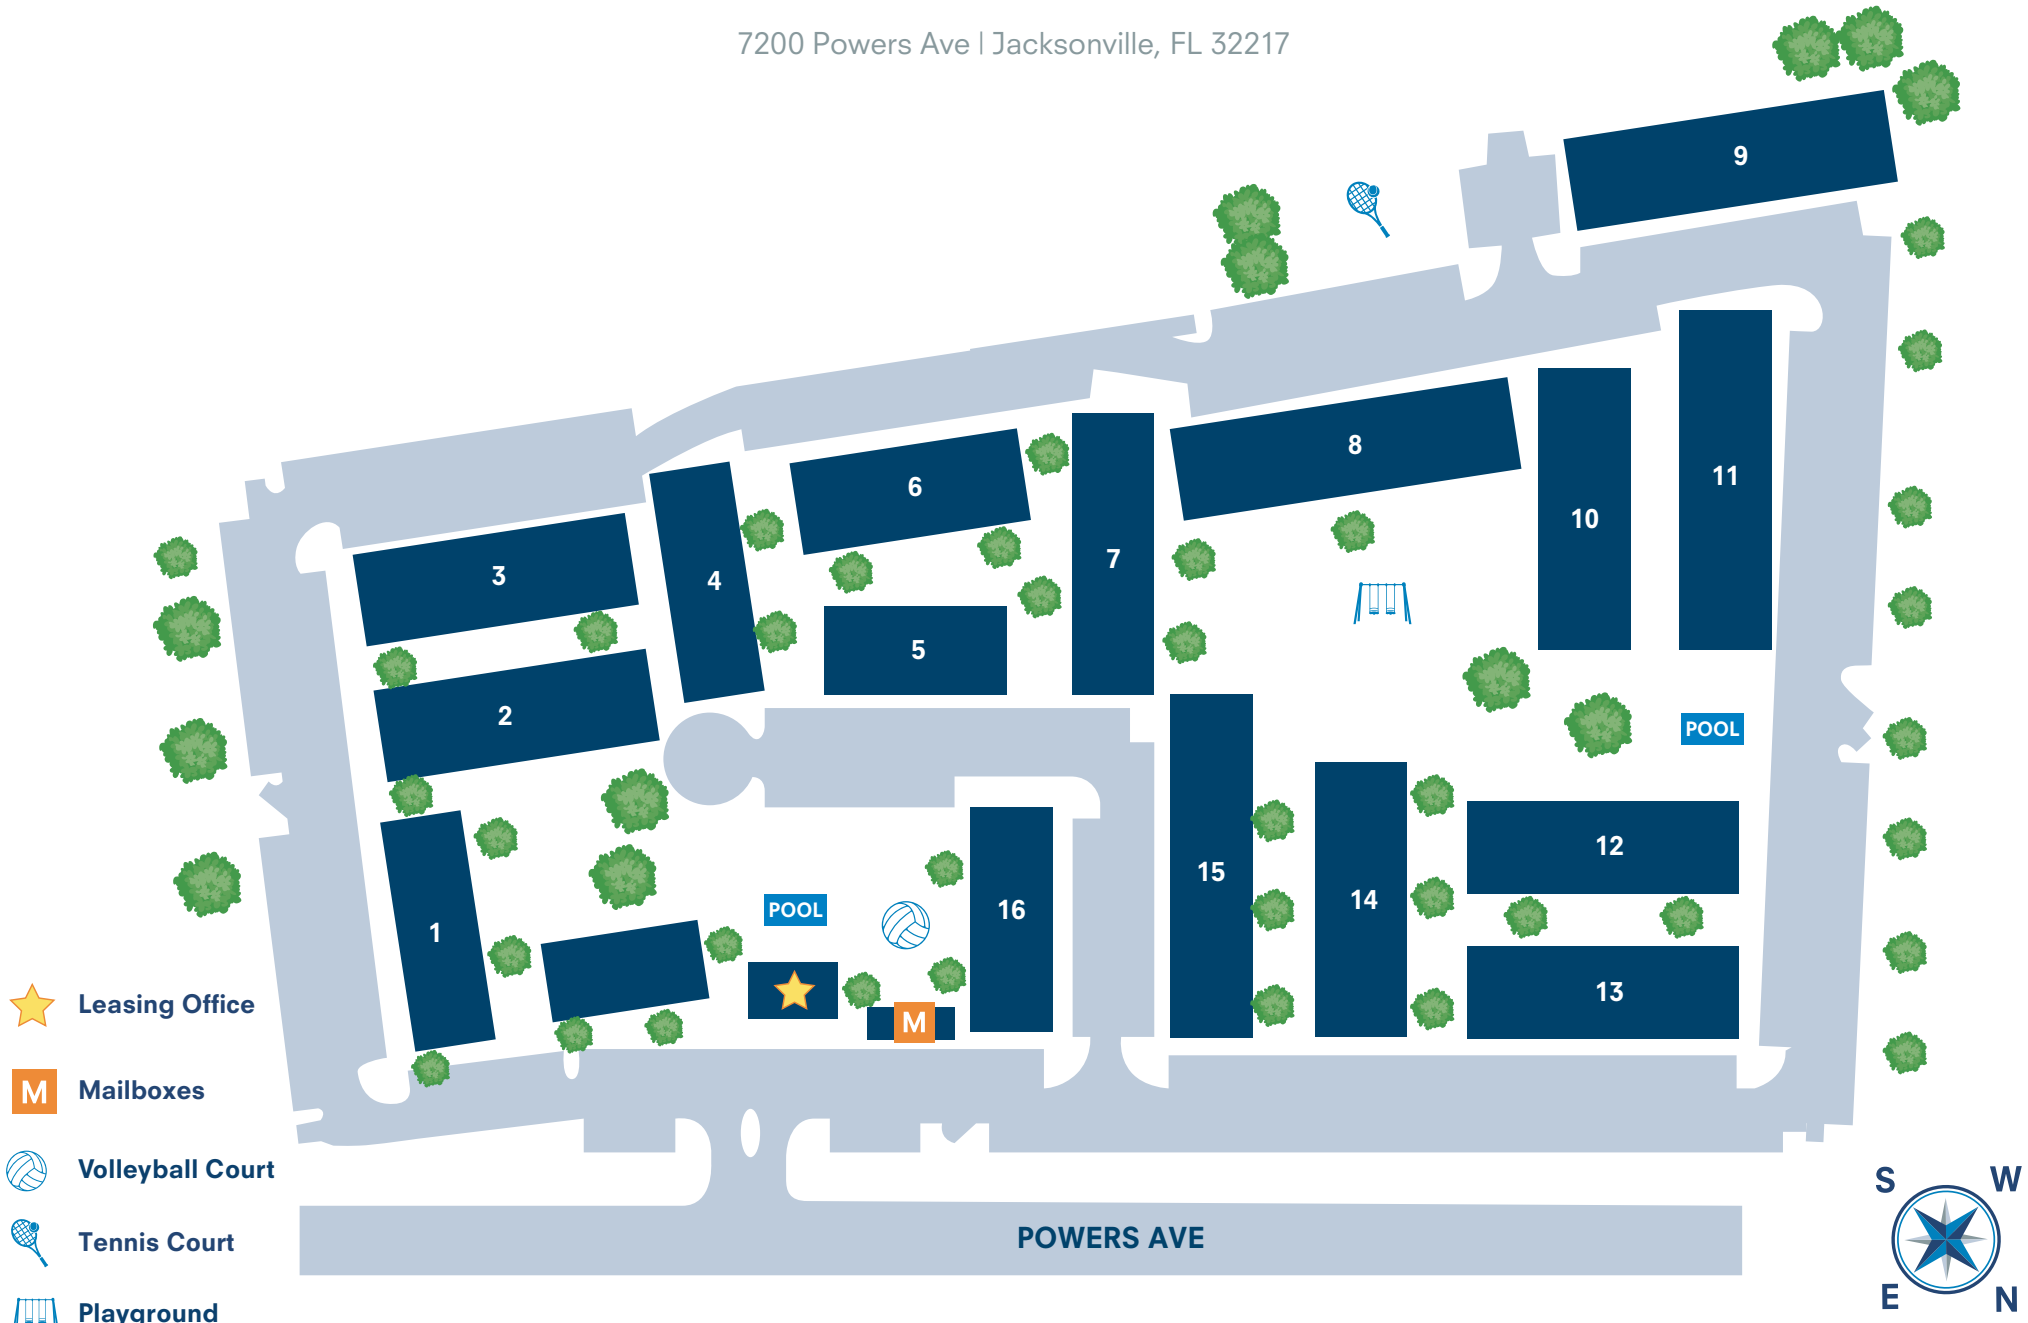 7200 Powers Ave | Jacksonville, FL 32217
9
8
6
11
10
7
3
4
5
2
POOL
12
15
14
POOL
16
1
13
M
Leasing Office
M Mailboxes
Volleyball Court
Tennis Court
Playground
POWERS AVE
S W
E N